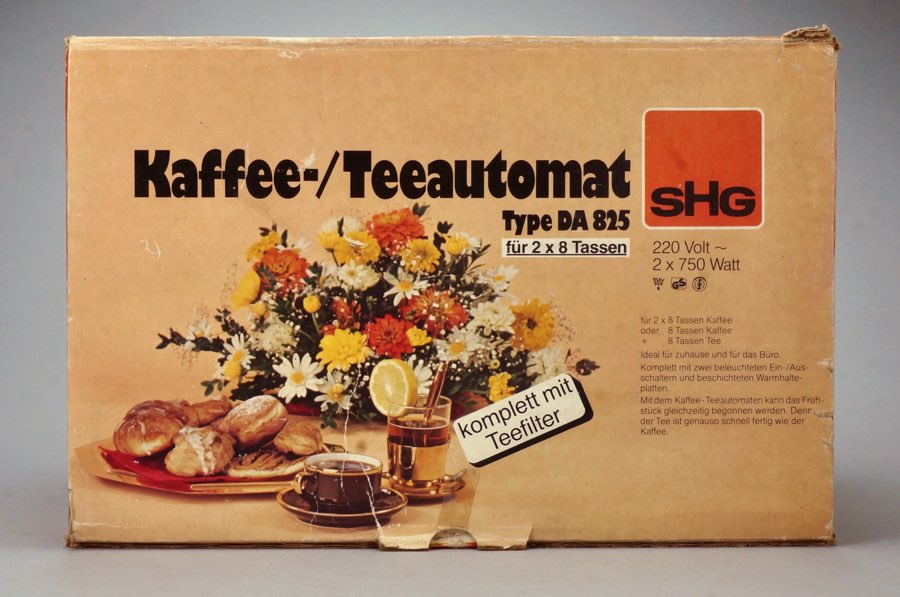 Kaffee-/Teeautomat
Type DA 825
für 2 x 8 Tassen
SHG
220 Volt ~
2 x 750 Watt
GS
für 2 x 8 Tassen Kaffee
oder 8 Tassen Kaffee
+ 8 Tassen Tee
Ideal für zuhause und für das Büro.
Komplett mit zwei beleuchteten Ein-/Aus-
schaltern und beschichteten Warmhalte-
platten.
Mit dem Kaffee-Teeautomaten kann das Früh-
stück gleichzeitig begonnen werden. Denn
der Tee ist genauso schnell fertig wie der
Kaffee.
komplett mit
Teefilter